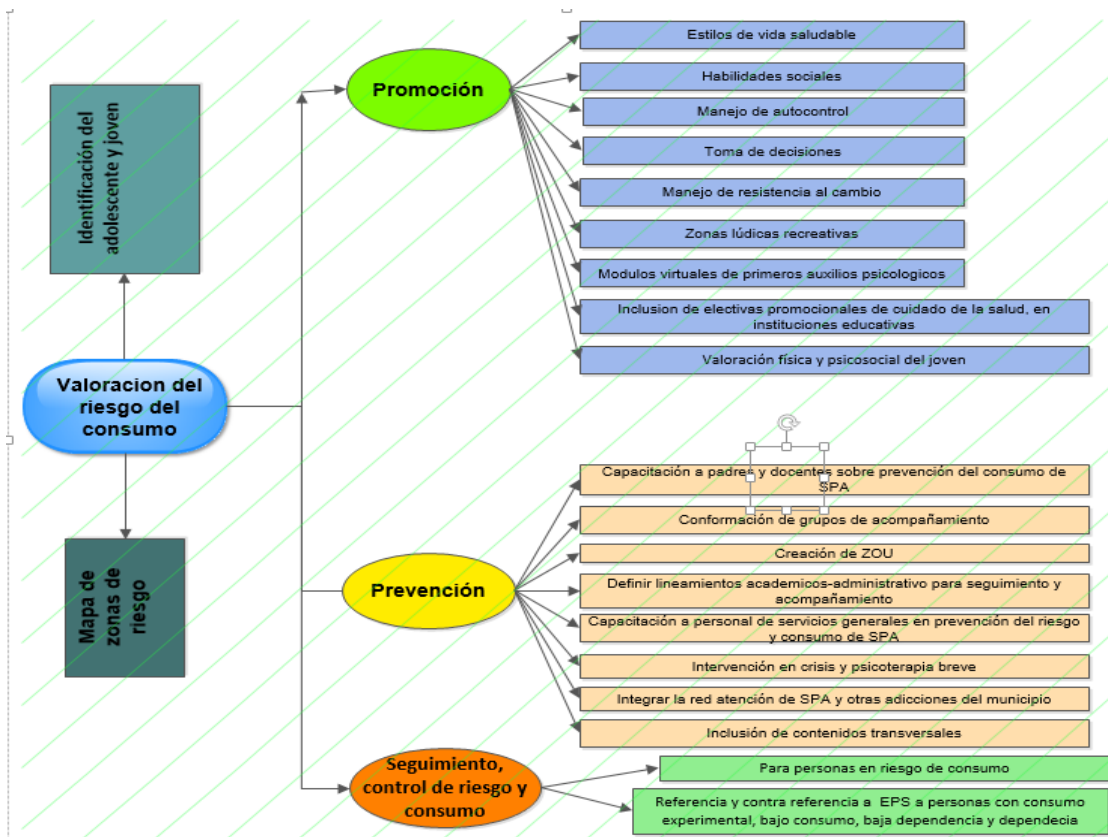 Identificación del
adolescente y joven
Valoracion del
riesgo del
consumo
Mapa de
zonas de
riesgo
Promoción
Estilos de vida saludable
Habilidades sociales
Manejo de autocontrol
Toma de decisiones
Manejo de resistencia al cambio
Zonas lúdicas recreativas
Modulos virtuales de primeros auxilios psicologicos
Inclusion de electivas promocionales de cuidado de la salud, en
instituciones educativas
Valoración física y psicosocial del joven
Prevención
Capacitación a padres y docentes sobre prevención del consumo de
SPA
Conformación de grupos de acompañamiento
Creación de ZOU
Definir lineamientos academicos-administrativo para seguimiento y
acompañamiento
Capacitación a personal de servicios generales en prevención del riesgo
y consumo de SPA
Intervención en crisis y psicoterapia breve
Integrar la red atención de SPA y otras adicciones del municipio
Inclusión de contenidos transversales
Seguimiento,
control de riesgo y
consumo
Para personas en riesgo de consumo
Referencia y contra referencia a EPS a personas con consumo
experimental, bajo consumo, baja dependencia y dependecia